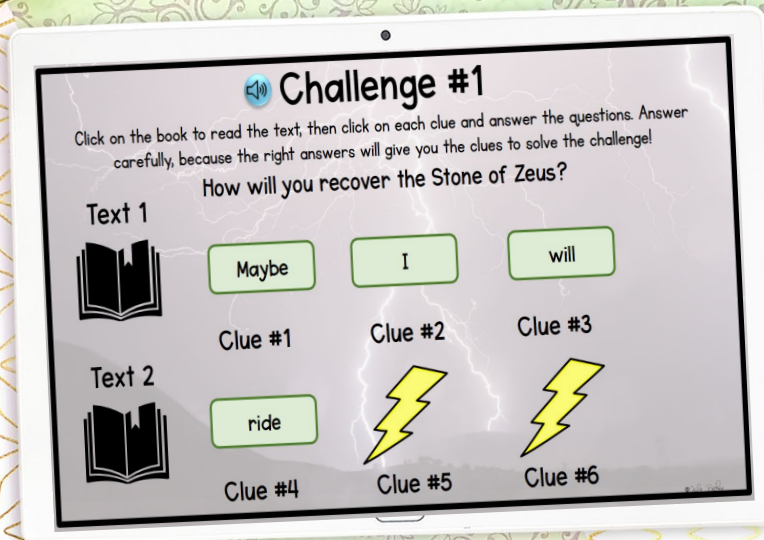 Challenge #1
Click on the book to read the text, then click on each clue and answer the questions. Answer
carefully, because the right answers will give you the clues to solve the challenge!
How will you recover the Stone of Zeus?
Text 1
Maybe
I
will
Clue #1
Clue #2
Clue #3
Text 2
ride
Clue #4
Clue #5
Clue #6